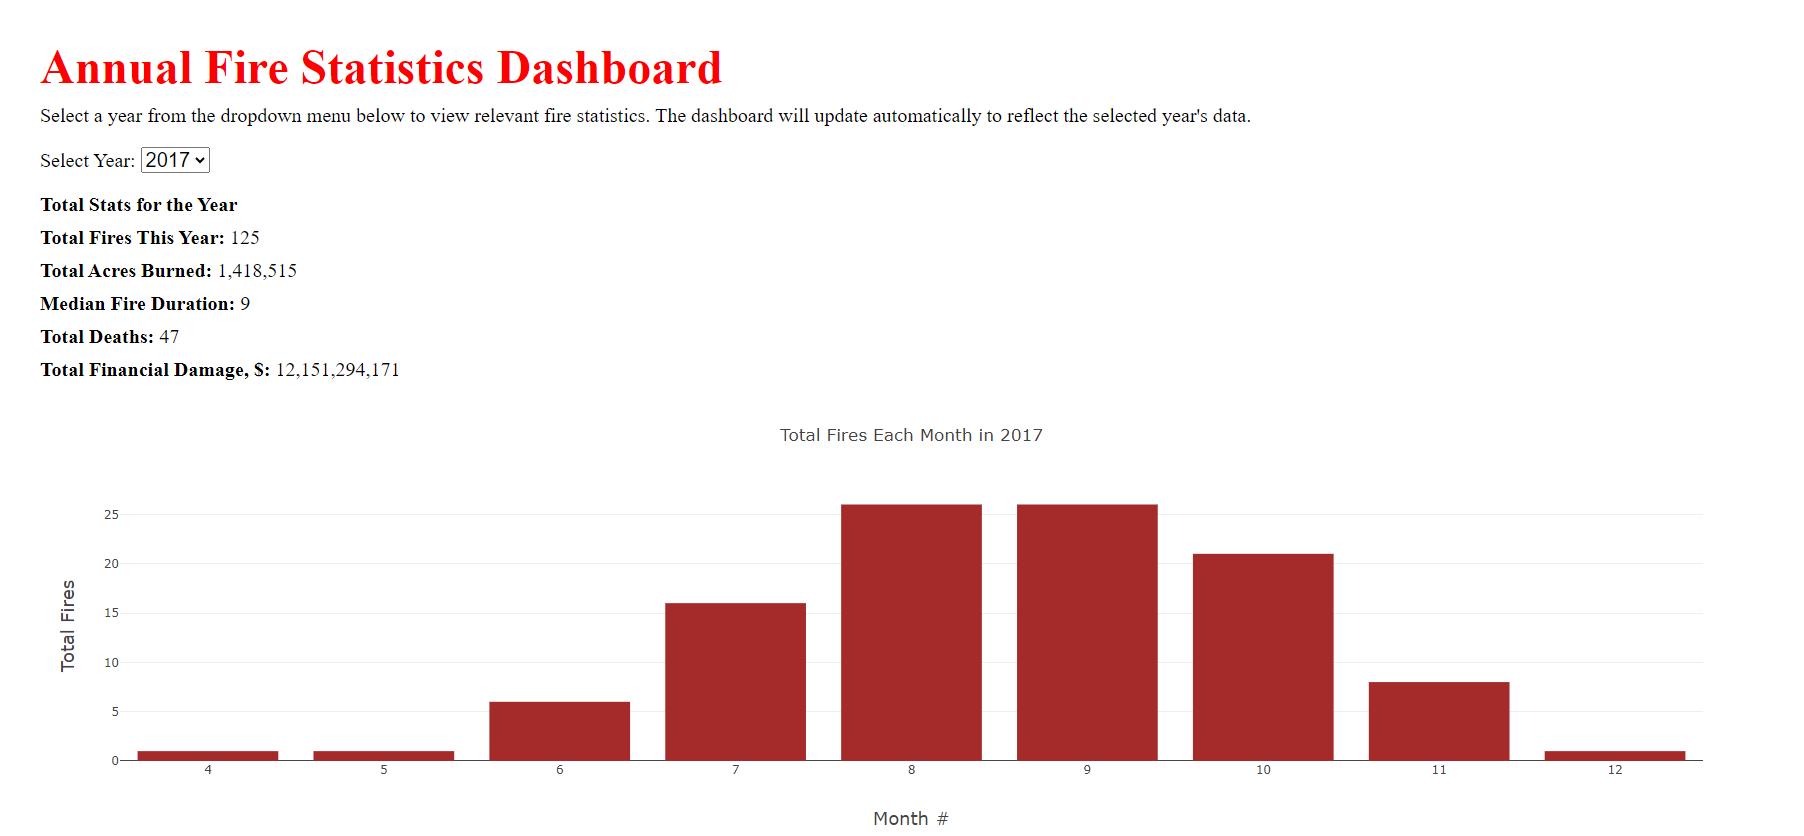 Annual Fire Statistics Dashboard
Select a year from the dropdown menu below to view relevant fire statistics. The dashboard will update automatically to reflect the selected year's data.
Select Year: 2017
Total Stats for the Year
Total Fires This Year: 125
Total Acres Burned: 1,418,515
Median Fire Duration: 9
Total Deaths: 47
Total Financial Damage, $: 12,151,294,171
Total Fires Each Month in 2017
25
20
15
10
5
0
Total Fires
4 5 6 7 8 9 10 11 12
Month #